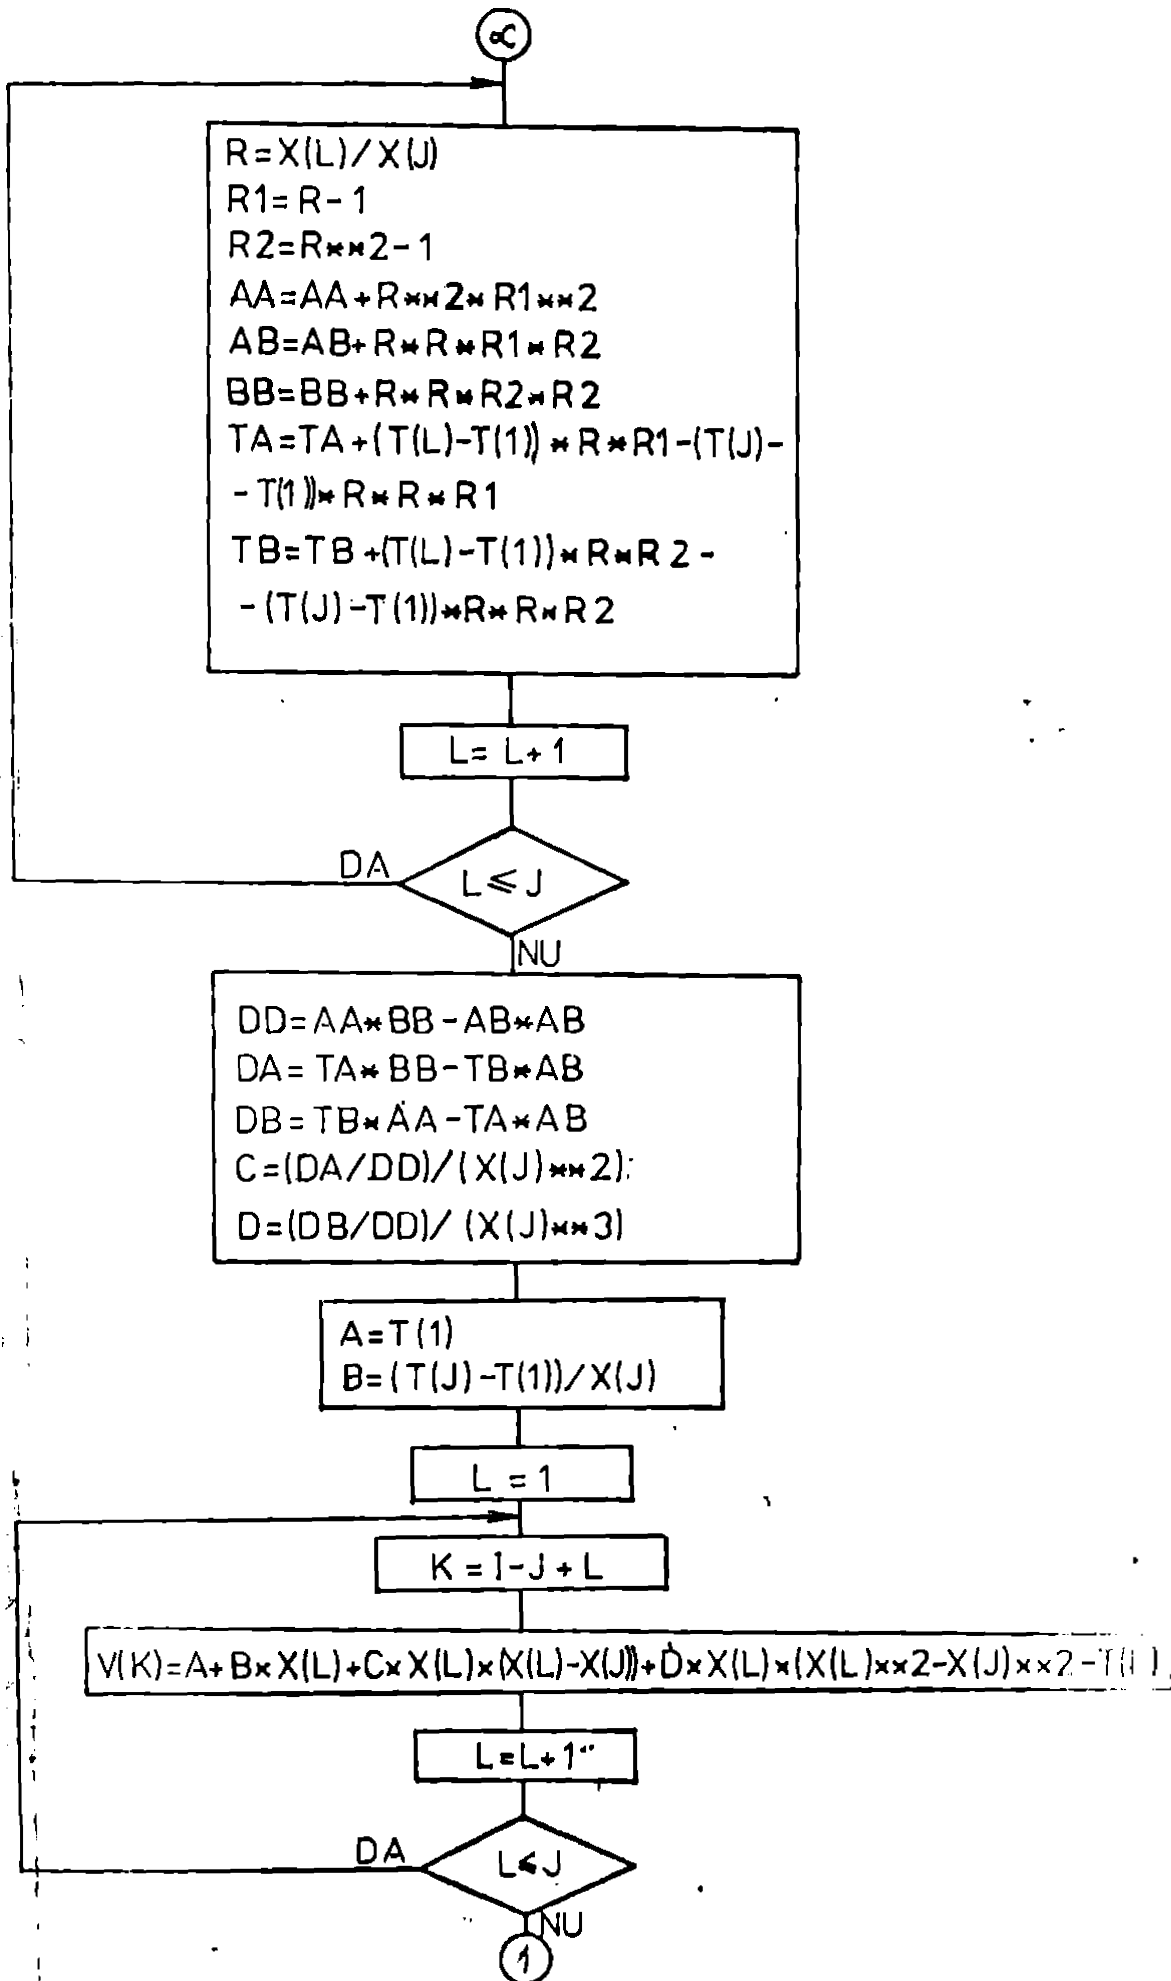 ∝
R=X(L)/X(J)
R1=R-1
R2=R**2-1
AA=AA+R**2*R1**2
AB=AB+R*R*R1*R2
BB=BB+R*R*R2*R2
TA=TA+(T(L)-T(1))*R*R1-(T(J)-
-T(1))*R*R*R1
TB=TB+(T(L)-T(1))*R*R2-
-(T(J)-T(1))*R*R*R2
L=L+1
DA
L≤J
NU
DD=AA*BB-AB*AB
DA=TA*BB-TB*AB
DB=TB*AA-TA*AB
C=(DA/DD)/(X(J)**2)
D=(DB/DD)/(X(J)**3)
A=T(1)
B=(T(J)-T(1))/X(J)
L=1
K=I-J+L
V(K)=A+B*X(L)+C*X(L)*(X(L)-X(J))+D*X(L)*(X(L)**2-X(J)**2-
L=L+1
DA
L≤J
NU
1